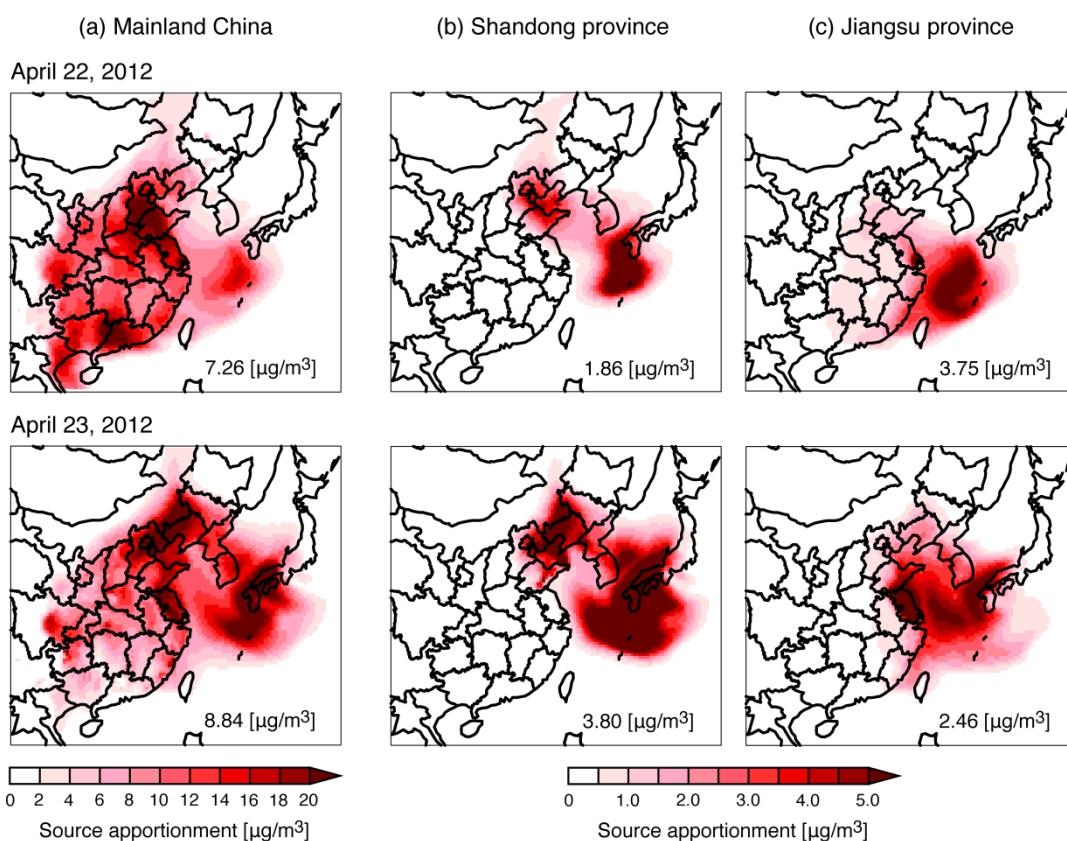 (a) Mainland China (b) Shandong province (c) Jiangsu province
April 22, 2012
7.26 [µg/m³] 1.86 [µg/m³] 3.75 [µg/m³]
April 23, 2012
8.84 [µg/m³] 3.80 [µg/m³] 2.46 [µg/m³]
0 2 4 6 8 10 12 14 16 18 20 0 1.0 2.0 3.0 4.0 5.0
Source apportionment [µg/m³] Source apportionment [µg/m³]